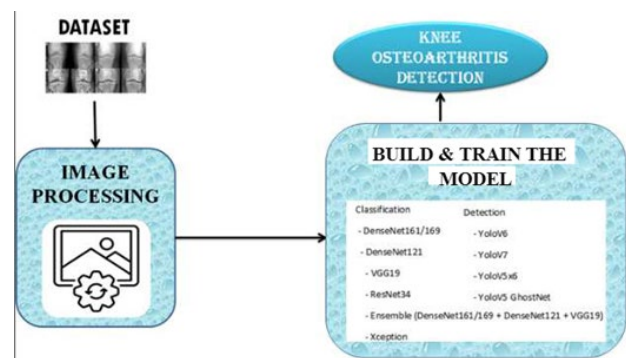 DATASET
IMAGE
PROCESSING
KNEE
OSTEOARTHRITIS
DETECTION
BUILD & TRAIN THE
MODEL
Classification
- DenseNet161/169
- DenseNet121
- VGG19
- ResNet34
- Ensemble (DenseNet161/169 + DenseNet121 + VGG19)
- Xception
Detection
- YoloV6
- YoloV7
- YoloV5x6
- YoloV5 GhostNet